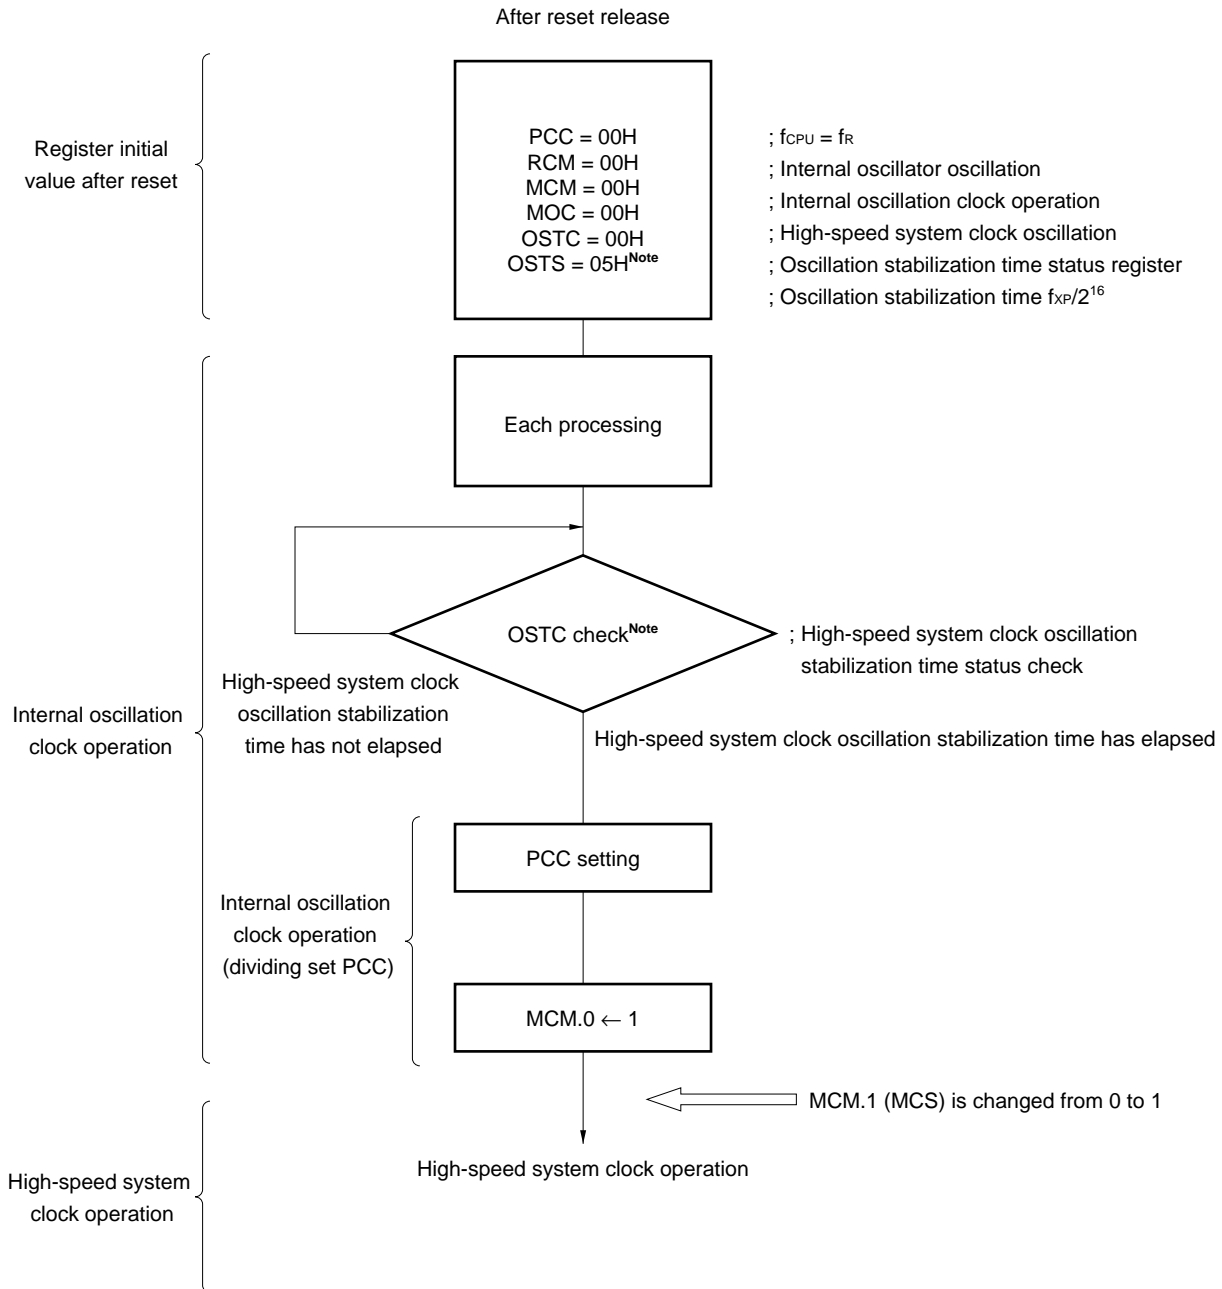 After reset release
Register initial
value after reset
PCC = 00H
RCM = 00H
MCM = 00H
MOC = 00H
OSTC = 00H
OSTS = 05HNote
; fCPU = fR
; Internal oscillator oscillation
; Internal oscillation clock operation
; High-speed system clock oscillation
; Oscillation stabilization time status register
; Oscillation stabilization time fXP/2^16
Each processing
OSTC checkNote
; High-speed system clock oscillation
stabilization time status check
High-speed system clock
oscillation stabilization
time has not elapsed
High-speed system clock oscillation stabilization time has elapsed
Internal oscillation
clock operation
PCC setting
Internal oscillation
clock operation
(dividing set PCC)
MCM.0 ← 1
MCM.1 (MCS) is changed from 0 to 1
High-speed system clock operation
High-speed system
clock operation